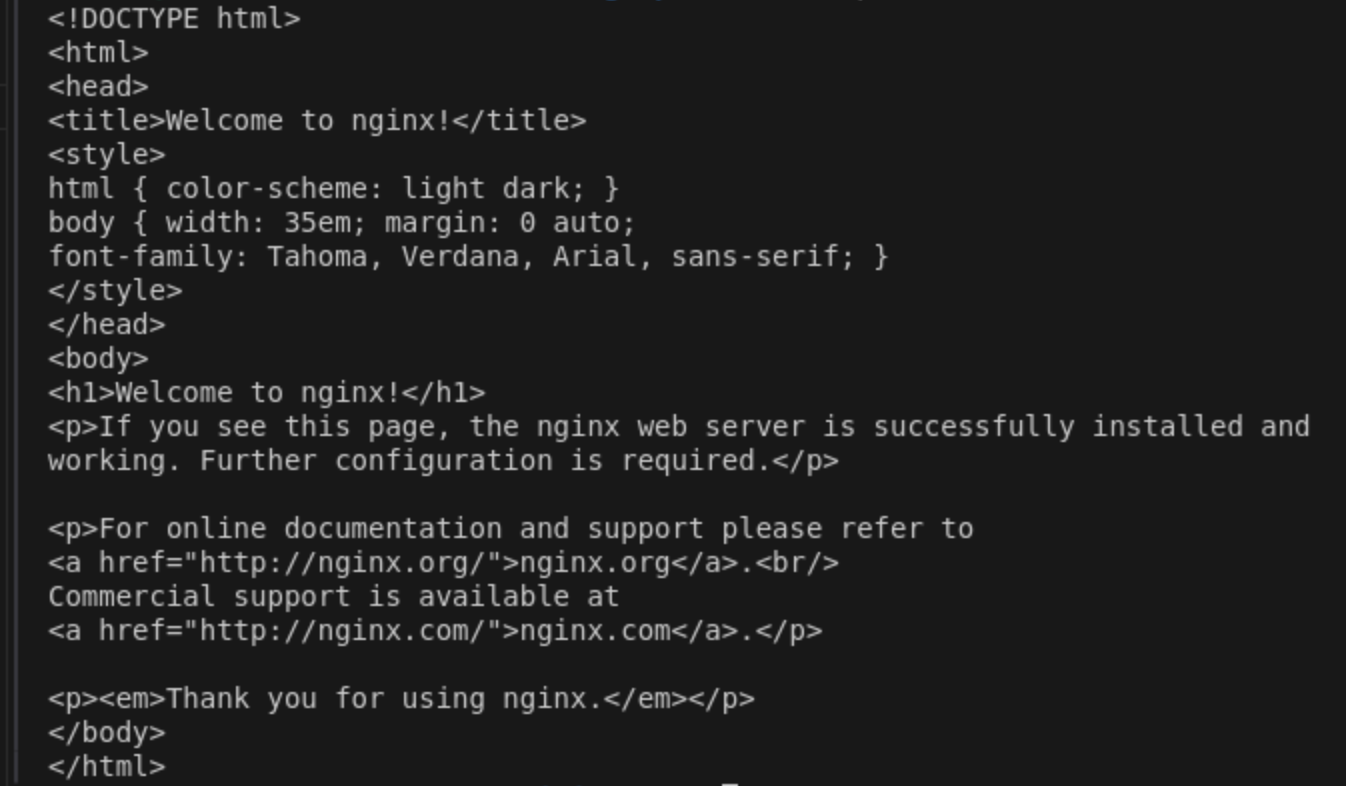 <!DOCTYPE html>
<html>
<head>
<title>Welcome to nginx!</title>
<style>
html { color-scheme: light dark; }
body { width: 35em; margin: 0 auto;
font-family: Tahoma, Verdana, Arial, sans-serif; }
</style>
</head>
<body>
<h1>Welcome to nginx!</h1>
<p>If you see this page, the nginx web server is successfully installed and
working. Further configuration is required.</p>

<p>For online documentation and support please refer to
<a href="http://nginx.org/">nginx.org</a>.<br/>
Commercial support is available at
<a href="http://nginx.com/">nginx.com</a>.</p>

<p><em>Thank you for using nginx.</em></p>
</body>
</html>